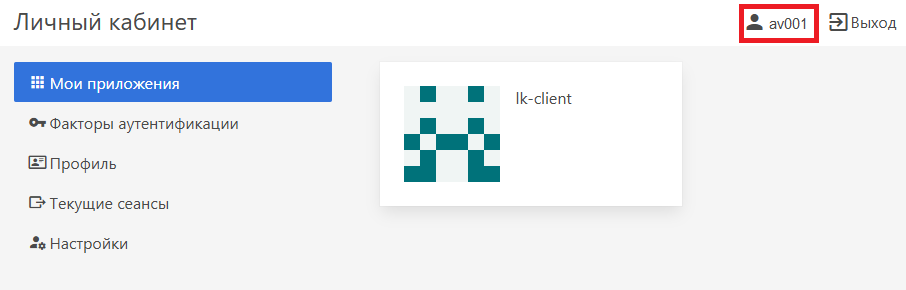 Личный кабинет
av001
Выход
Мои приложения
lk-client
Факторы аутентификации
Профиль
Текущие сеансы
Настройки